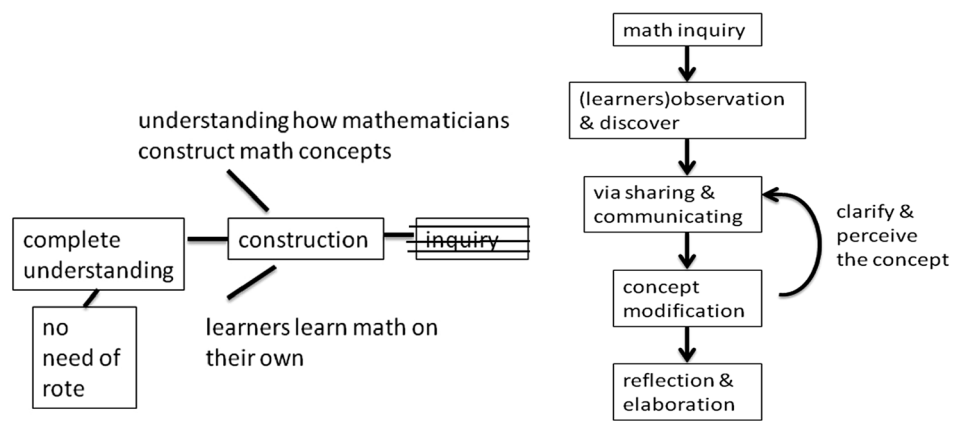 understanding how mathematicians
construct math concepts
complete
understanding
construction
inquiry
no
need of
rote
learners learn math on
their own
math inquiry
(learners)observation
& discover
via sharing &
communicating
clarify &
perceive
the concept
concept
modification
reflection &
elaboration